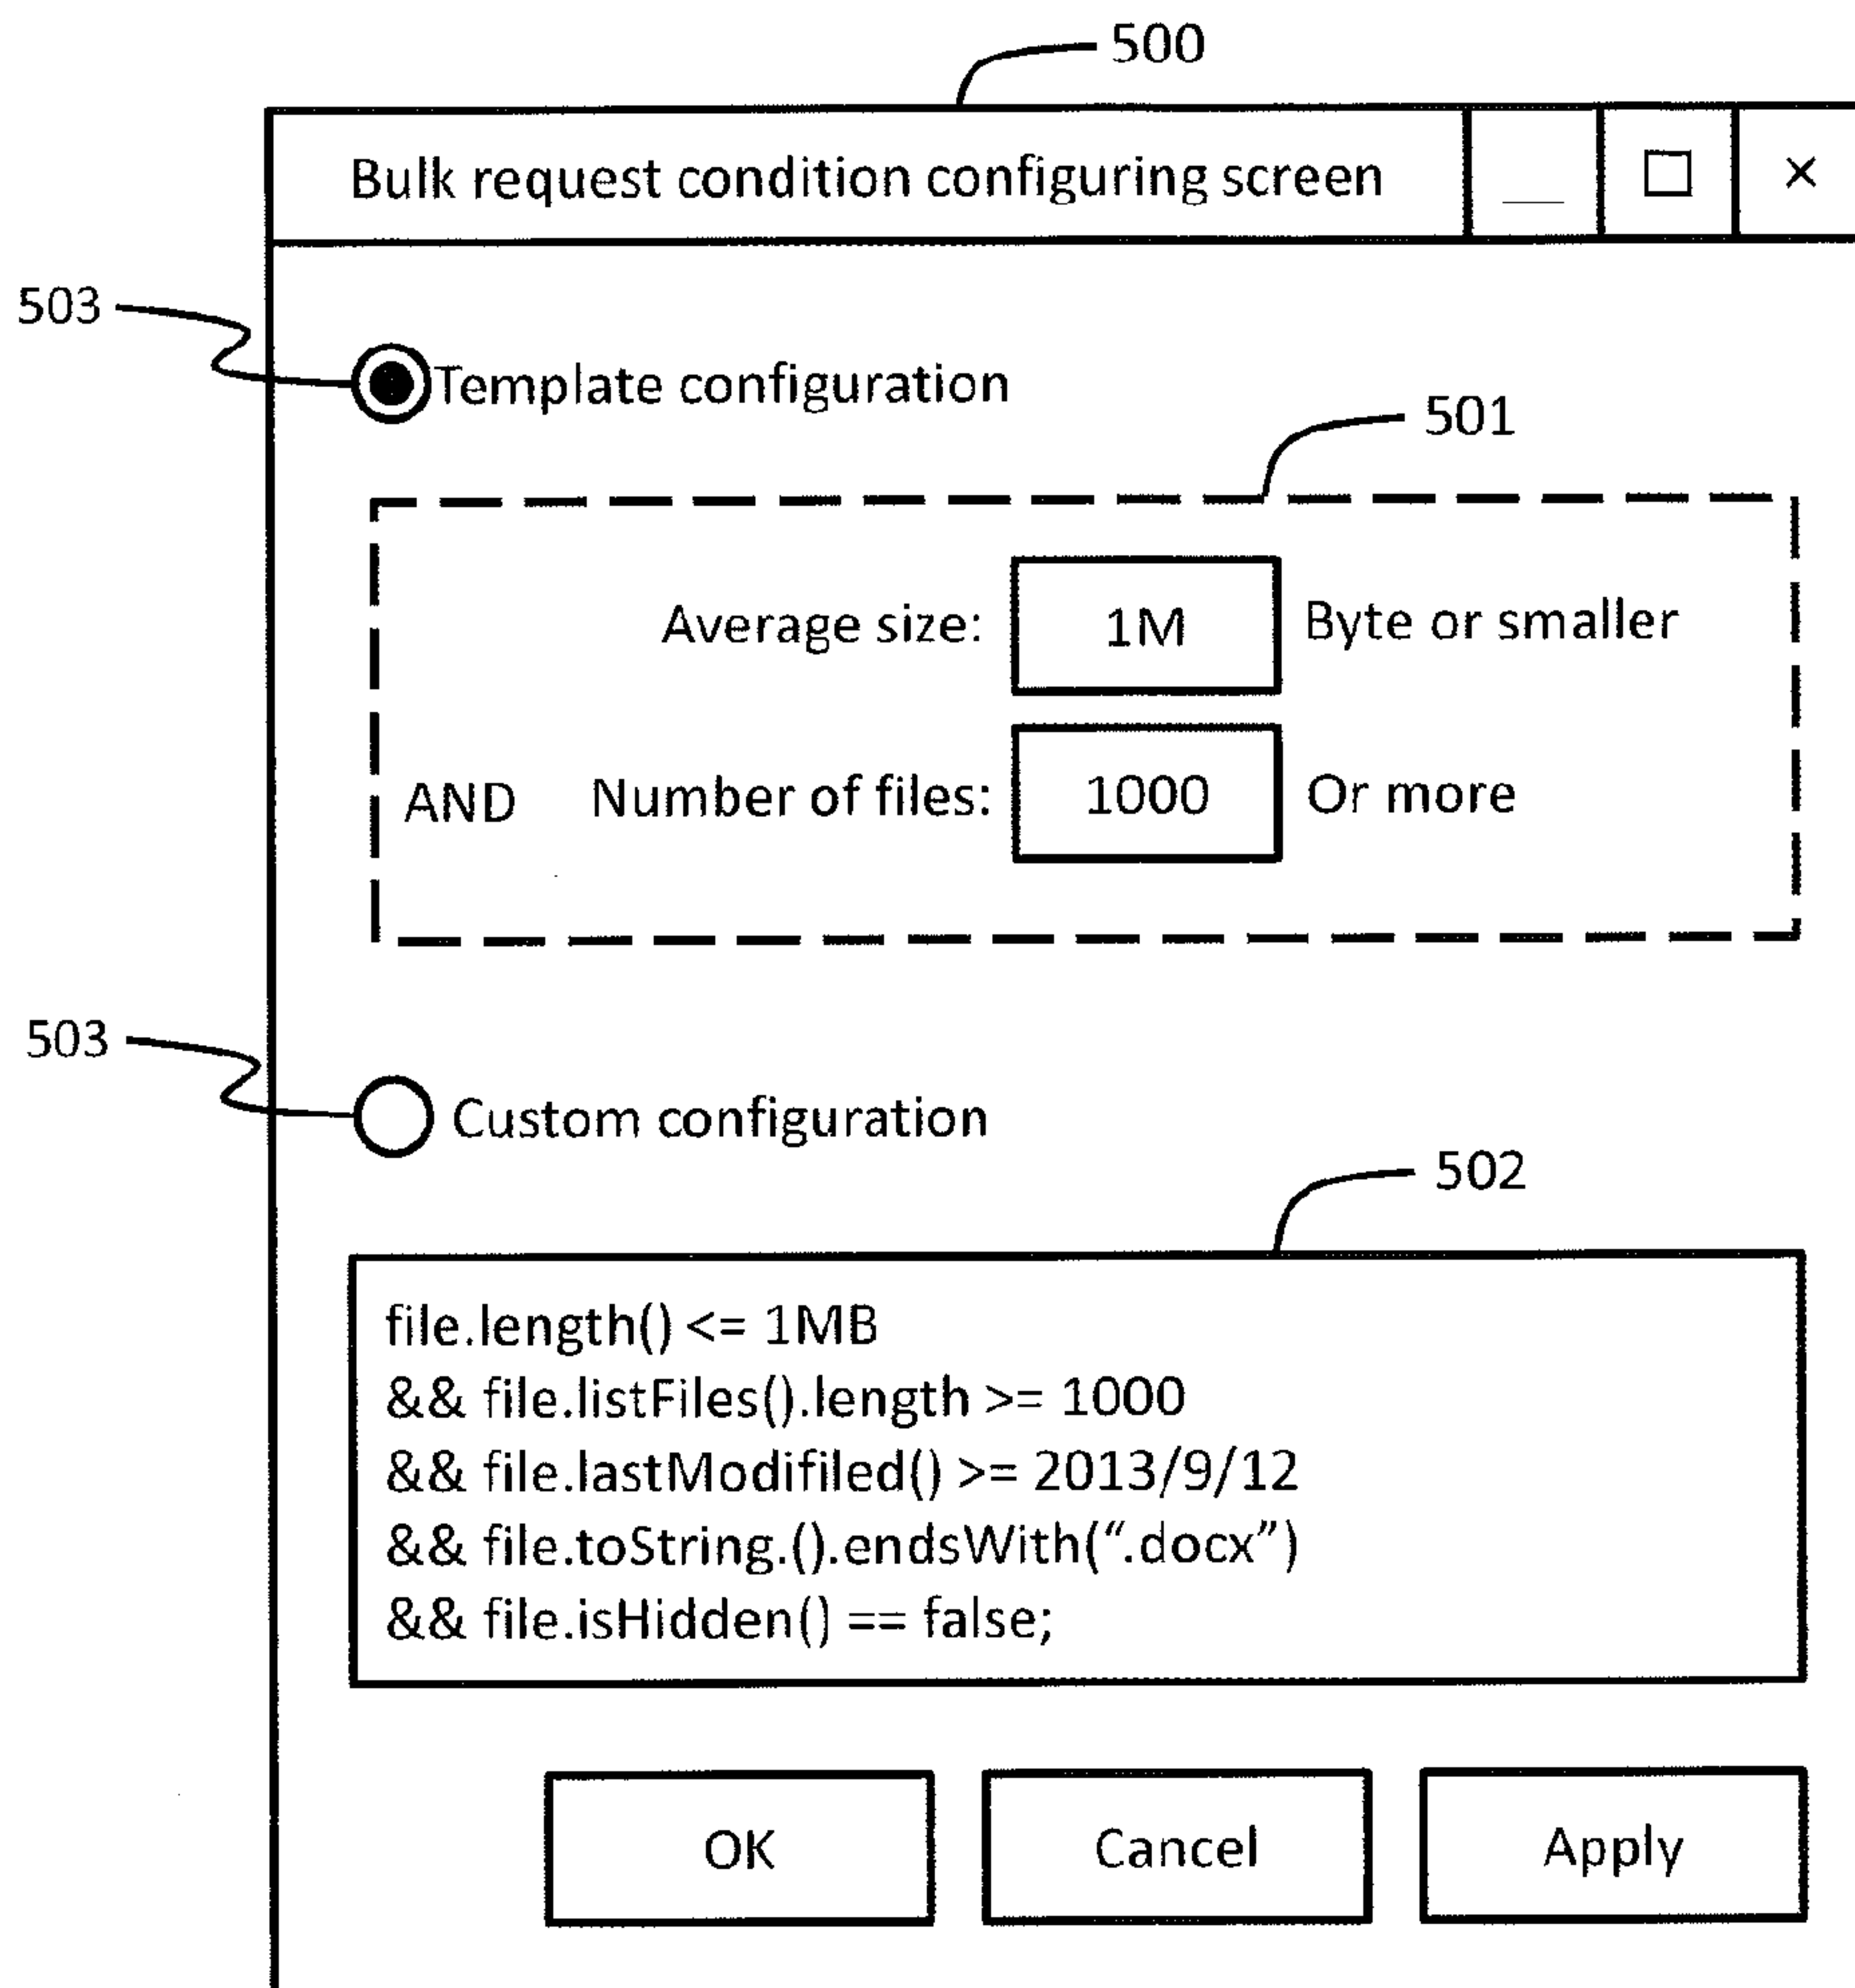 500
Bulk request condition configuring screen
503
Template configuration
501
Average size: 1M Byte or smaller
AND Number of files: 1000 Or more
503
Custom configuration
502
file.length() <= 1MB
&& file.listFiles().length >= 1000
&& file.lastModifiled() >= 2013/9/12
&& file.toString.().endsWith(“.docx”)
&& file.isHidden() == false;
OK Cancel Apply